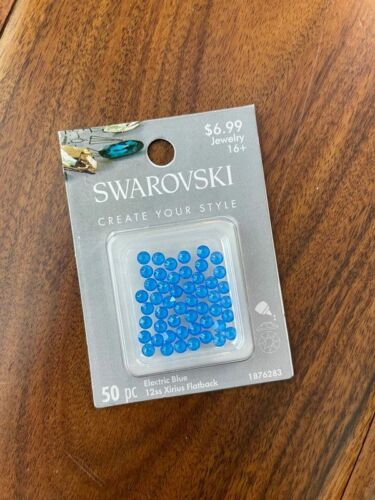 $6.99
Jewelry
16+
SWAROVSKI
CREATE YOUR STYLE
50 pc
Electric Blue
12ss Xirius Flatback
1876283